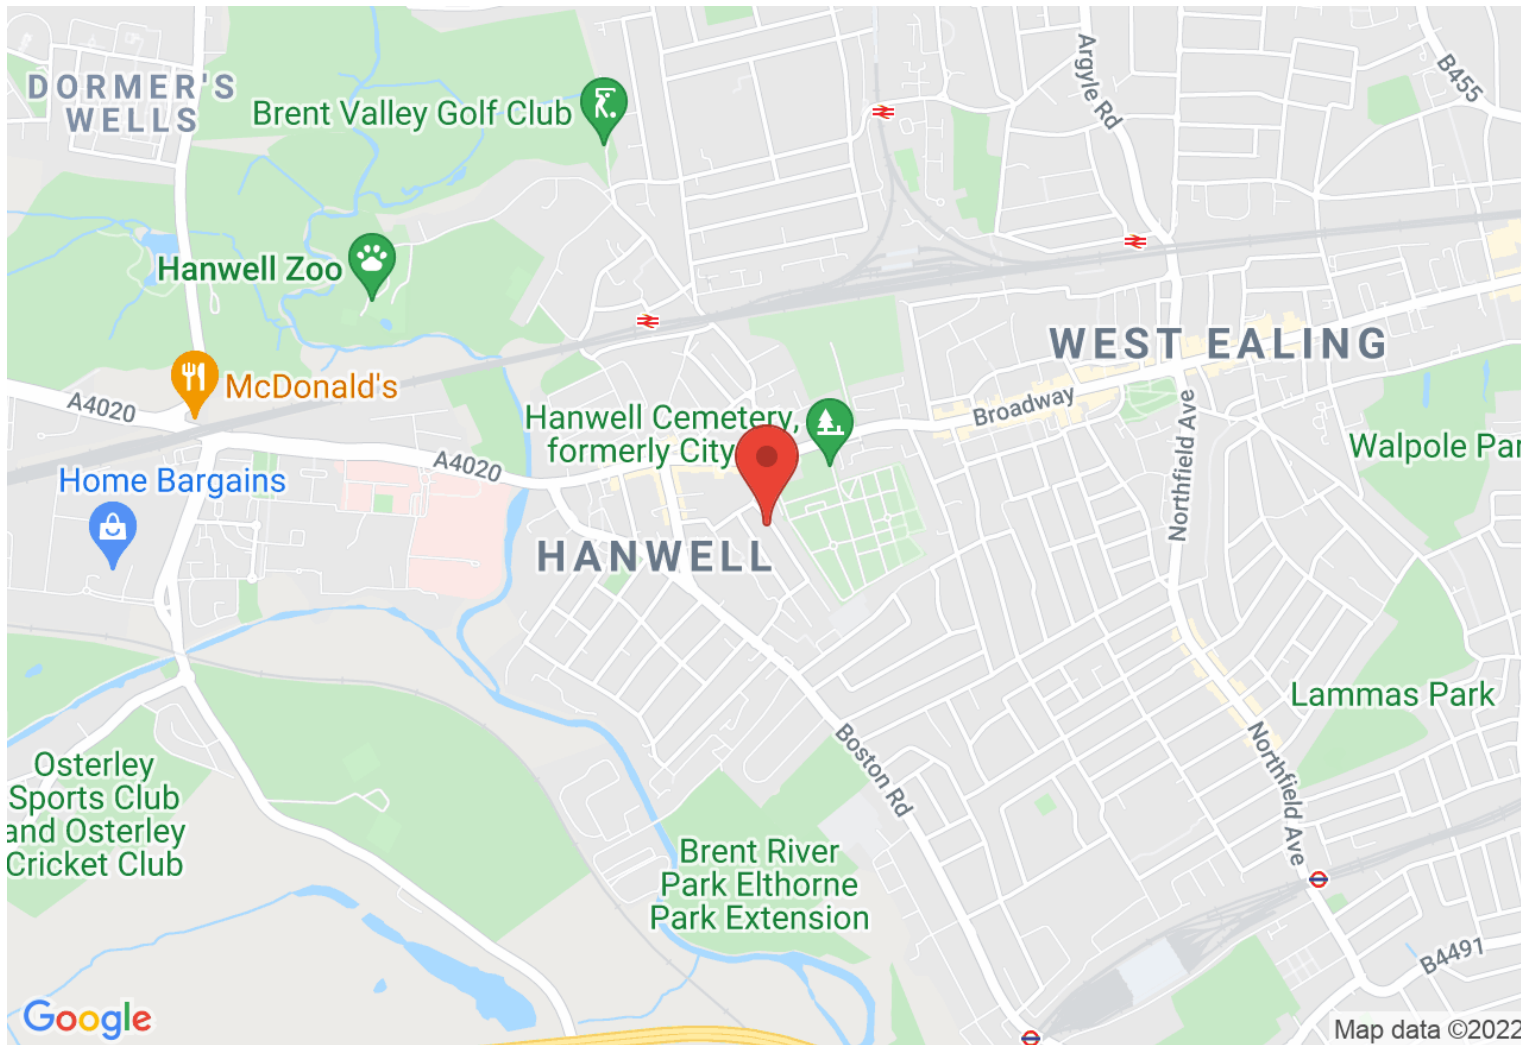 DORMER'S
WELLS
Brent Valley Golf Club
Argyle Rd
B455
Hanwell Zoo
McDonald's
A4020
WEST EALING
Broadway
Hanwell Cemetery,
formerly City
Northfield Ave
Walpole Par
A4020
Home Bargains
HANWELL
Lammas Park
Osterley
Sports Club
and Osterley
Cricket Club
Boston Rd
Northfield Ave
Brent River
Park Elthorne
Park Extension
B4491
Google
Map data ©2022